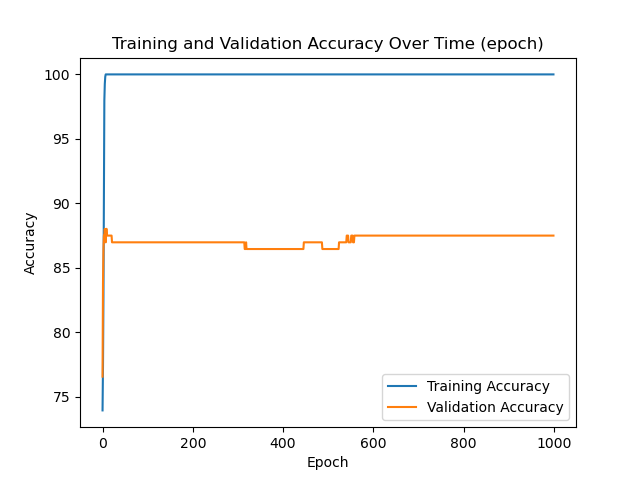 Training and Validation Accuracy Over Time (epoch)
100
95
90
85
80
75
Accuracy
0
200
400
600
800
1000
Epoch
Training Accuracy
Validation Accuracy